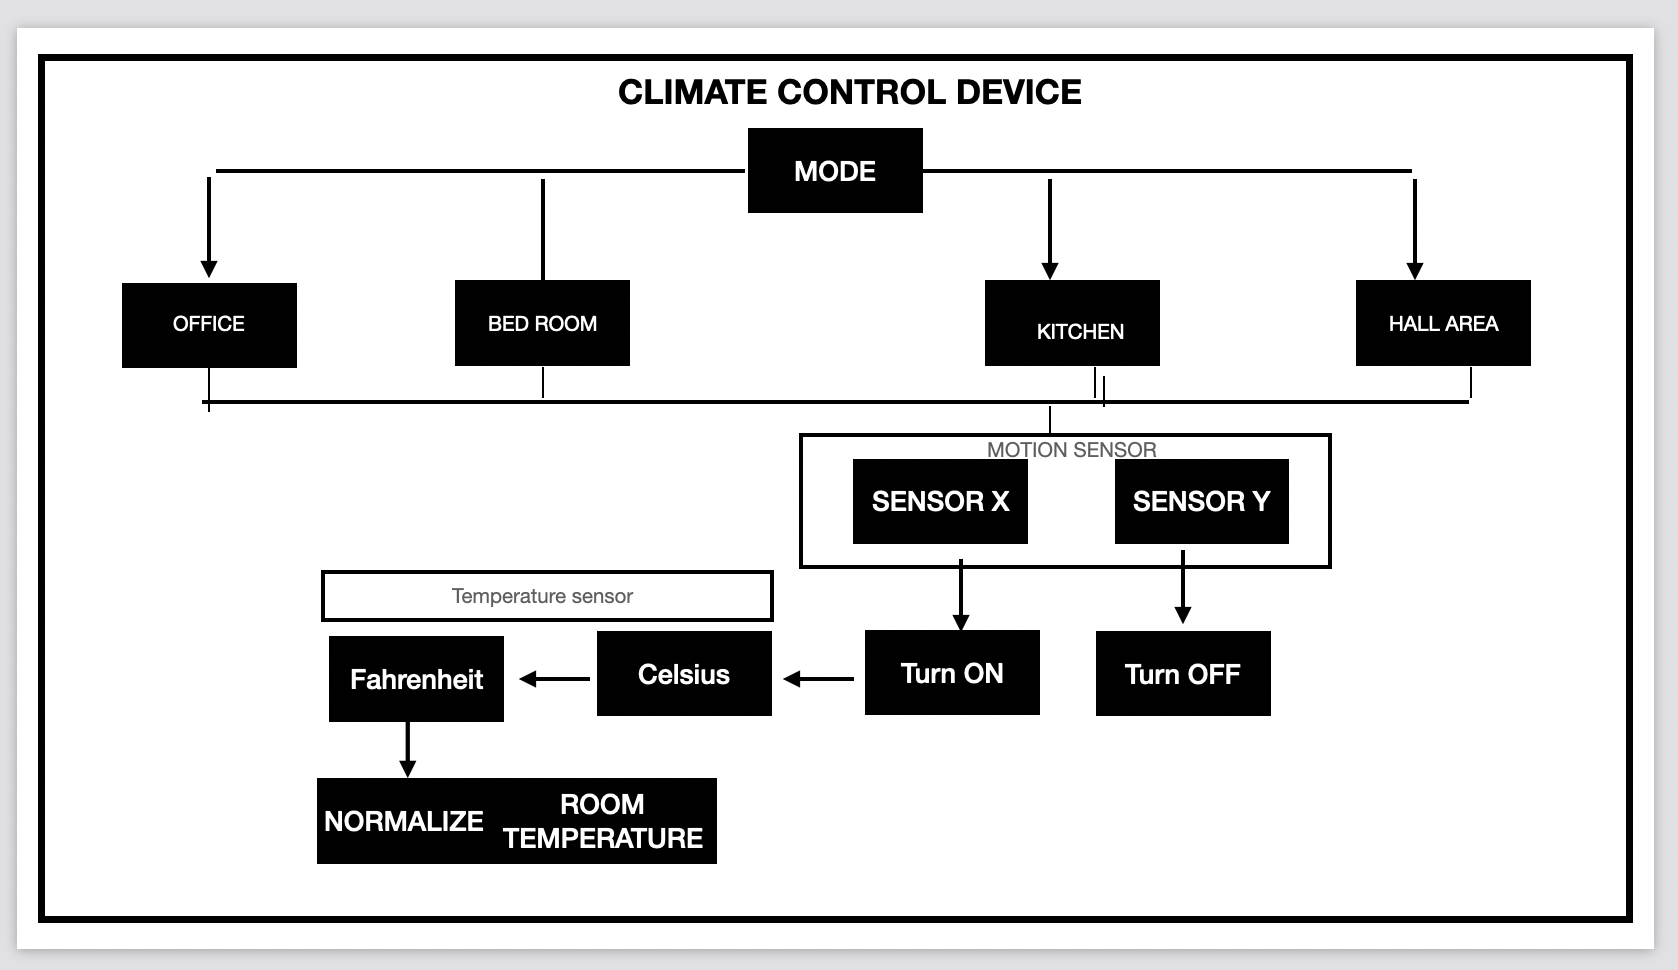 CLIMATE CONTROL DEVICE
MODE
OFFICE
BED ROOM
KITCHEN
HALL AREA
MOTION SENSOR
SENSOR X
SENSOR Y
Temperature sensor
Fahrenheit
Celsius
Turn ON
Turn OFF
NORMALIZE
ROOM
TEMPERATURE